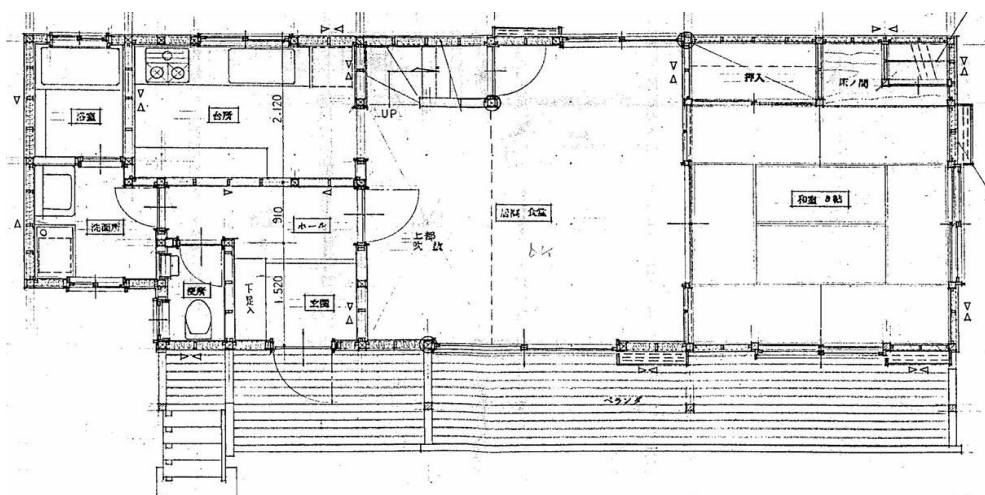 押入
床ノ間
浴室
台所
2,120
UP
洗面所
910
ホール
居間 食堂
和室 8帖
上部
吹抜
便所
下足入
1,520
玄関
ベランダ